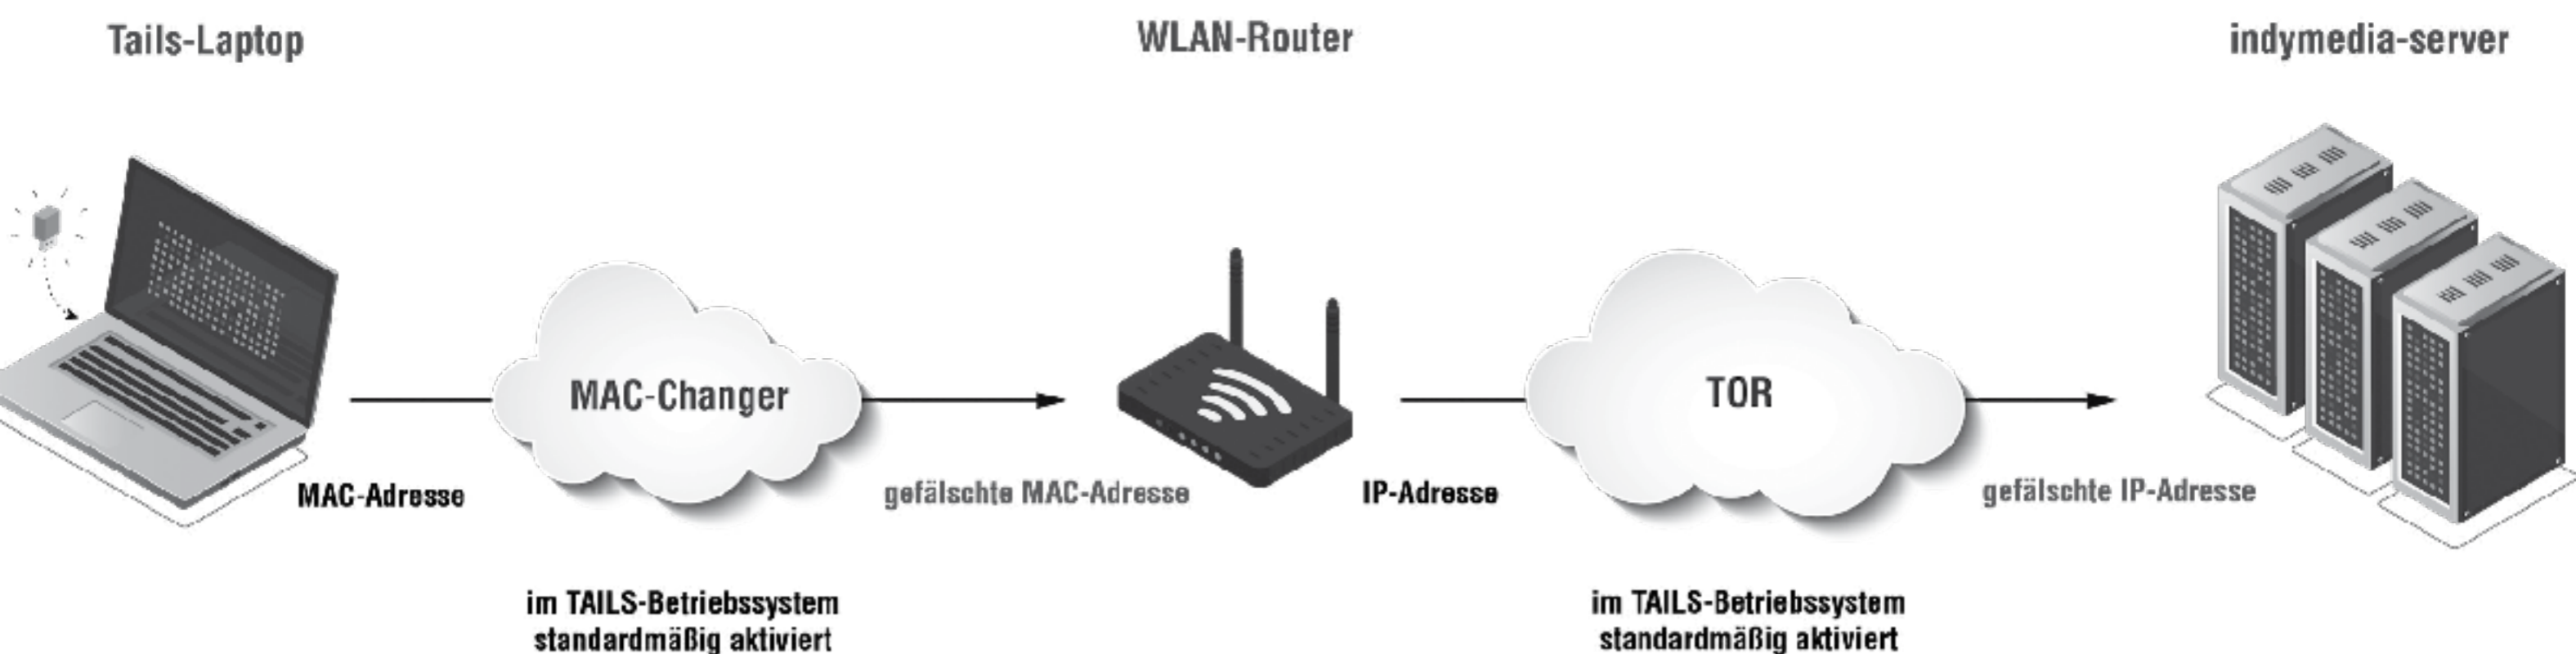 Tails-Laptop
WLAN-Router
indymedia-server
MAC-Changer
TOR
MAC-Adresse
gefälschte MAC-Adresse
IP-Adresse
gefälschte IP-Adresse
im TAILS-Betriebssystem
standardmäßig aktiviert
im TAILS-Betriebssystem
standardmäßig aktiviert